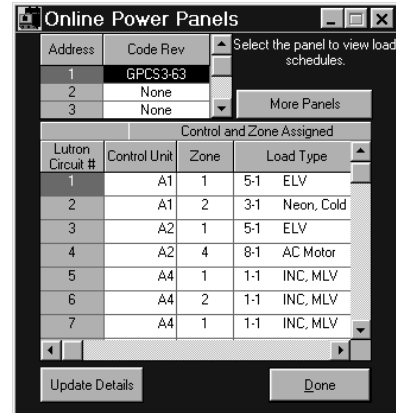 Online Power Panels
Address Code Rev
1 GPCS3-63
2 None
3 None
Select the panel to view load
schedules.
More Panels
Control and Zone Assigned
Lutron
Circuit # Control Unit Zone Load Type
1 A1 1 5-1 ELV
2 A1 2 3-1 Neon, Cold
3 A2 1 5-1 ELV
4 A2 4 8-1 AC Motor
5 A4 1 1-1 INC, MLV
6 A4 2 1-1 INC, MLV
7 A4 1 1-1 INC, MLV
Update Details Done